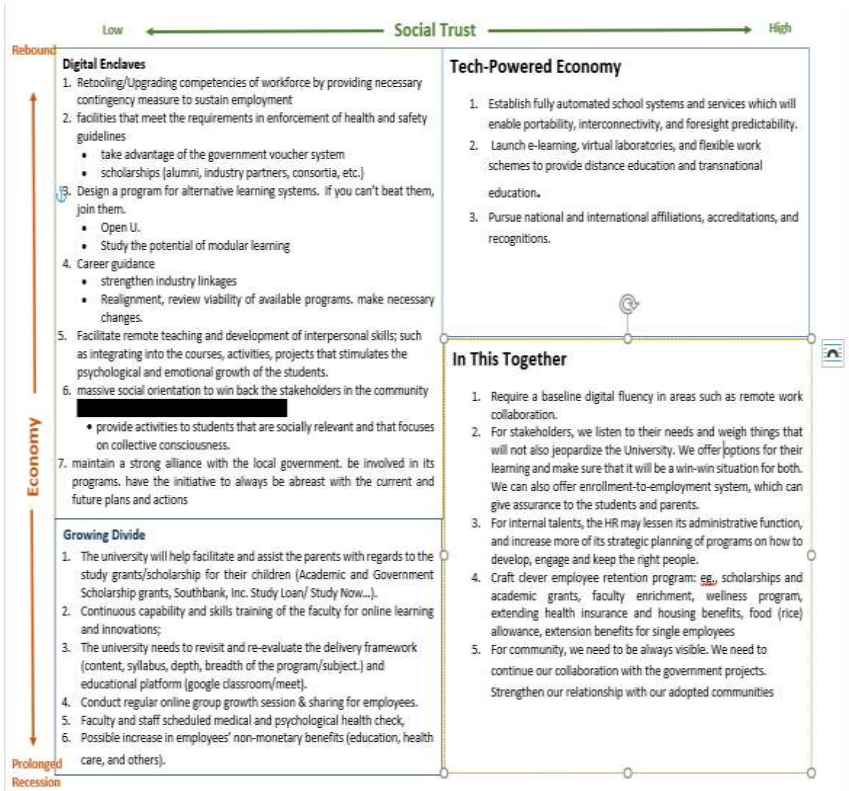 Low
Social Trust
High
Rebound
Digital Enclaves
1. Retooling/Upgrading competencies of workforce by providing necessary
contingency measure to sustain employment
2. facilities that meet the requirements in enforcement of health and safety
guidelines
• take advantage of the government voucher system
• scholarships (alumni, industry partners, consortia, etc.)
3. Design a program for alternative learning systems. If you can't beat them,
join them.
• Open U.
• Study the potential of modular learning
4. Career guidance
• strengthen industry linkages
• Realignment, review viability of available programs. make necessary
changes.
5. Facilitate remote teaching and development of interpersonal skills; such
as integrating into the courses, activities, projects that stimulates the
psychological and emotional growth of the students.
6. massive social orientation to win back the stakeholders in the community
• provide activities to students that are socially relevant and that focuses
on collective consciousness.
7. maintain a strong alliance with the local government. be involved in its
programs. have the initiative to always be abreast with the current and
future plans and actions
Tech-Powered Economy
1. Establish fully automated school systems and services which will
enable portability, interconnectivity, and foresight predictability.
2. Launch e-learning, virtual laboratories, and flexible work
schemes to provide distance education and transnational
education.
3. Pursue national and international affiliations, accreditations, and
recognitions.
Economy
Growing Divide
1. The university will help facilitate and assist the parents with regards to the
study grants/scholarship for their children (Academic and Government
Scholarship grants, Southbank, Inc. Study Loan/ Study Now...).
2. Continuous capability and skills training of the faculty for online learning
and innovations;
3. The university needs to revisit and re-evaluate the delivery framework
(content, syllabus, depth, breadth of the program/subject.) and
educational platform (google classroom/meet).
4. Conduct regular online group growth session & sharing for employees.
5. Faculty and staff scheduled medical and psychological health check,
6. Possible increase in employees' non-monetary benefits (education, health
care, and others).
In This Together
1. Require a baseline digital fluency in areas such as remote work
collaboration.
2. For stakeholders, we listen to their needs and weigh things that
will not also jeopardize the University. We offer options for their
learning and make sure that it will be a win-win situation for both.
We can also offer enrollment-to-employment system, which can
give assurance to the students and parents.
3. For internal talents, the HR may lessen its administrative function,
and increase more of its strategic planning of programs on how to
develop, engage and keep the right people.
4. Craft clever employee retention program: eg., scholarships and
academic grants, faculty enrichment, wellness program,
extending health insurance and housing benefits, food (rice)
allowance, extension benefits for single employees
5. For community, we need to be always visible. We need to
continue our collaboration with the government projects.
Strengthen our relationship with our adopted communities
Prolonged
Recession